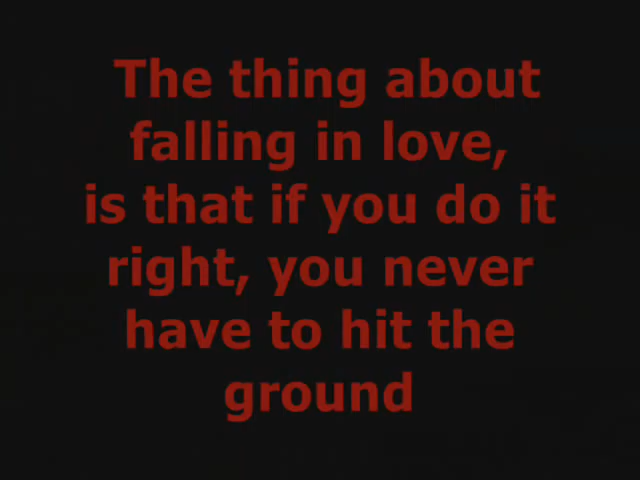 The thing about
falling in love,
is that if you do it
right, you never
have to hit the
ground